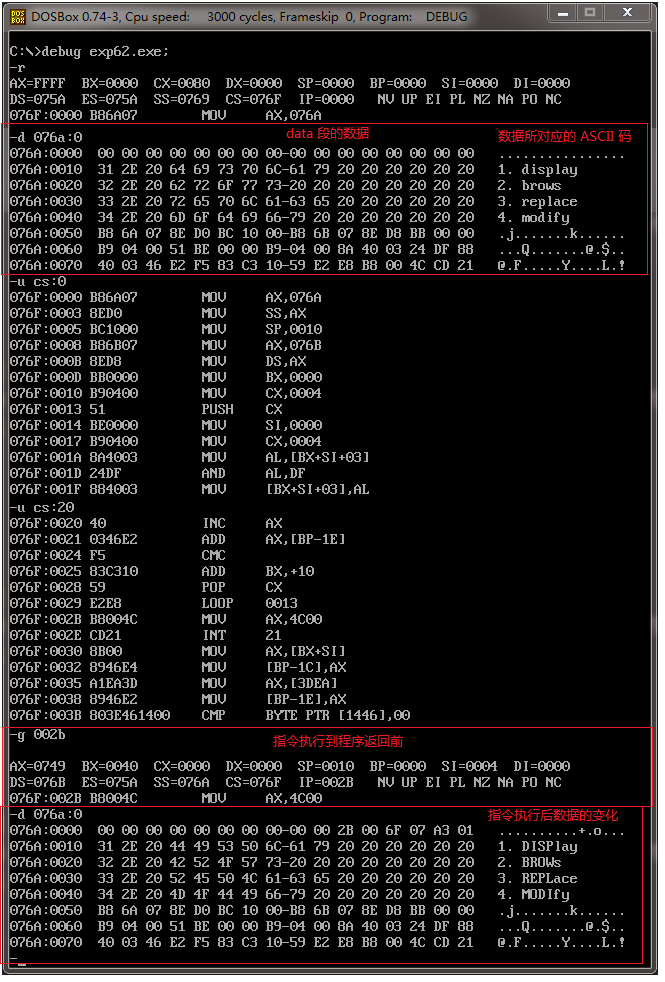 DOSBox 0.74-3, Cpu speed:    3000 cycles, Frameskip  0, Program:    DEBUG
C:\>debug exp62.exe;
-r
AX=FFFF  BX=0000  CX=0080  DX=0000  SP=0000  BP=0000  SI=0000  DI=0000
DS=075A  ES=075A  SS=0769  CS=076F  IP=0000   NV UP EI PL NZ NA PO NC
076F:0000 B86A07        MOV     AX,076A
-d 076a:0
data 段的数据
数据所对应的 ASCII 码
076A:0000  00 00 00 00 00 00 00 00-00 00 00 00 00 00 00 00   ................
076A:0010  31 2E 20 64 69 73 70 6C-61 79 20 20 20 20 20 20   1. display
076A:0020  32 2E 20 62 72 6F 77 73-20 20 20 20 20 20 20 20   2. brows
076A:0030  33 2E 20 72 65 70 6C 61-63 65 20 20 20 20 20 20   3. replace
076A:0040  34 2E 20 6D 6F 64 69 66-79 20 20 20 20 20 20 20   4. modify
076A:0050  B8 6A 07 8E D0 BC 10 00-B8 6B 07 8E D8 BB 00 00   .j.......k......
076A:0060  B9 04 00 51 BE 00 00 B9-04 00 8A 40 03 24 DF 88   ...Q.......@.$..
076A:0070  40 03 46 E2 F5 83 C3 10-59 E2 E8 B8 00 4C CD 21   @.F.....Y....L.!
-u cs:0
076F:0000 B86A07        MOV     AX,076A
076F:0003 8ED0          MOV     SS,AX
076F:0005 BC1000        MOV     SP,0010
076F:0008 B86B07        MOV     AX,076B
076F:000B 8ED8          MOV     DS,AX
076F:000D BB0000        MOV     BX,0000
076F:0010 B90400        MOV     CX,0004
076F:0013 51            PUSH    CX
076F:0014 BE0000        MOV     SI,0000
076F:0017 B90400        MOV     CX,0004
076F:001A 8A4003        MOV     AL,[BX+SI+03]
076F:001D 24DF          AND     AL,DF
076F:001F 884003        MOV     [BX+SI+03],AL
-u cs:20
076F:0020 40            INC     AX
076F:0021 0346E2        ADD     AX,[BP-1E]
076F:0024 F5            CMC
076F:0025 83C310        ADD     BX,+10
076F:0028 59            POP     CX
076F:0029 E2E8          LOOP    0013
076F:002B B8004C        MOV     AX,4C00
076F:002E CD21          INT     21
076F:0030 8B00          MOV     AX,[BX+SI]
076F:0032 8946E4        MOV     [BP-1C],AX
076F:0035 A1EA3D        MOV     AX,[3DEA]
076F:0038 8946E2        MOV     [BP-1E],AX
076F:003B 803E461400    CMP     BYTE PTR [1446],00
-g 002b
指令执行到程序返回前
AX=0749  BX=0040  CX=0000  DX=0000  SP=0010  BP=0000  SI=0004  DI=0000
DS=076B  ES=075A  SS=076A  CS=076F  IP=002B   NV UP EI PL NZ NA PO NC
076F:002B B8004C        MOV     AX,4C00
-d 076a:0
指令执行后数据的变化
076A:0000  00 00 00 00 00 00 00 00-00 00 2B 00 6F 07 A3 01   ..........+.o...
076A:0010  31 2E 20 44 49 53 50 6C-61 79 20 20 20 20 20 20   1. DISPlay
076A:0020  32 2E 20 42 52 4F 57 73-20 20 20 20 20 20 20 20   2. BROWs
076A:0030  33 2E 20 52 45 50 4C 61-63 65 20 20 20 20 20 20   3. REPLace
076A:0040  34 2E 20 4D 4F 44 49 66-79 20 20 20 20 20 20 20   4. MODIfy
076A:0050  B8 6A 07 8E D0 BC 10 00-B8 6B 07 8E D8 BB 00 00   .j.......k......
076A:0060  B9 04 00 51 BE 00 00 B9-04 00 8A 40 03 24 DF 88   ...Q.......@.$..
076A:0070  40 03 46 E2 F5 83 C3 10-59 E2 E8 B8 00 4C CD 21   @.F.....Y....L.!
-_